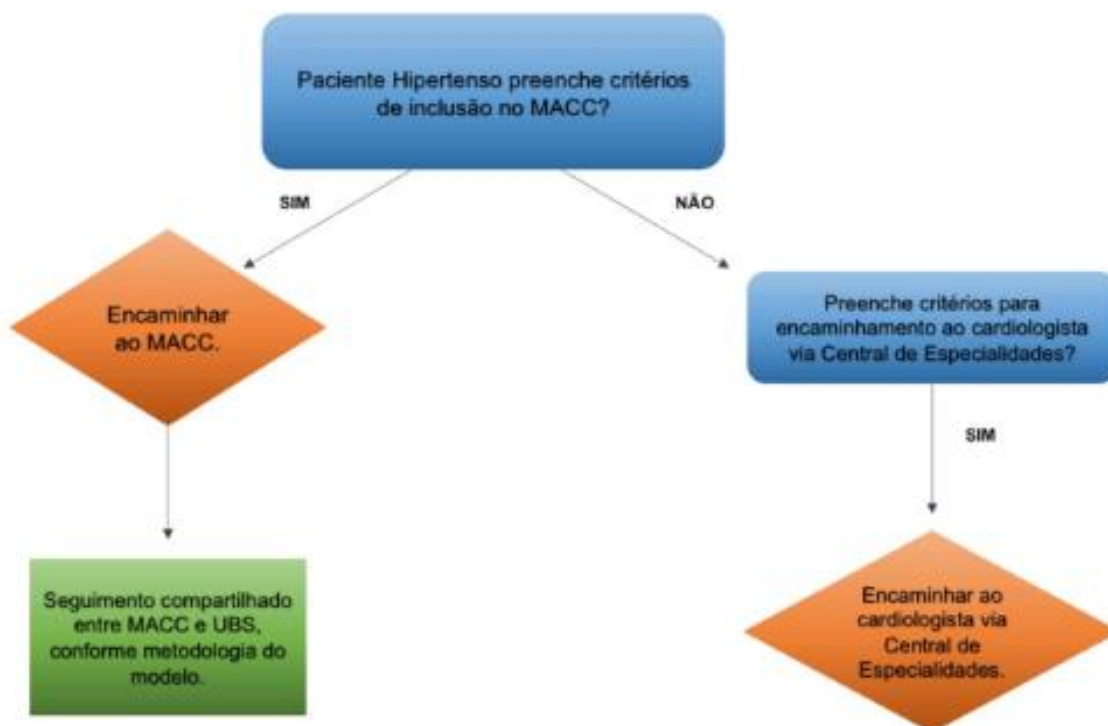 Paciente Hipertenso preenche critérios
de inclusão no MACC?
SIM
NÃO
Encaminhar
ao MACC.
Preenche critérios para
encaminhamento ao cardiologista
via Central de Especialidades?
SIM
Seguimento compartilhado
entre MACC e UBS,
conforme metodologia do
modelo.
Encaminhar ao
cardiologista via
Central de
Especialidades.